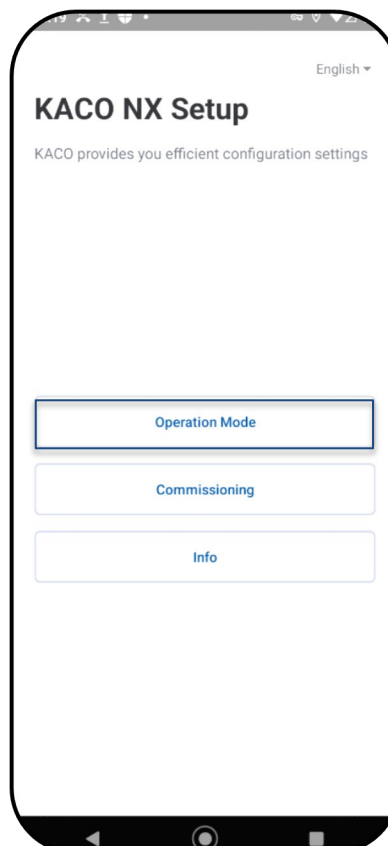 English
KACO NX Setup
KACO provides you efficient configuration settings
Operation Mode
Commissioning
Info